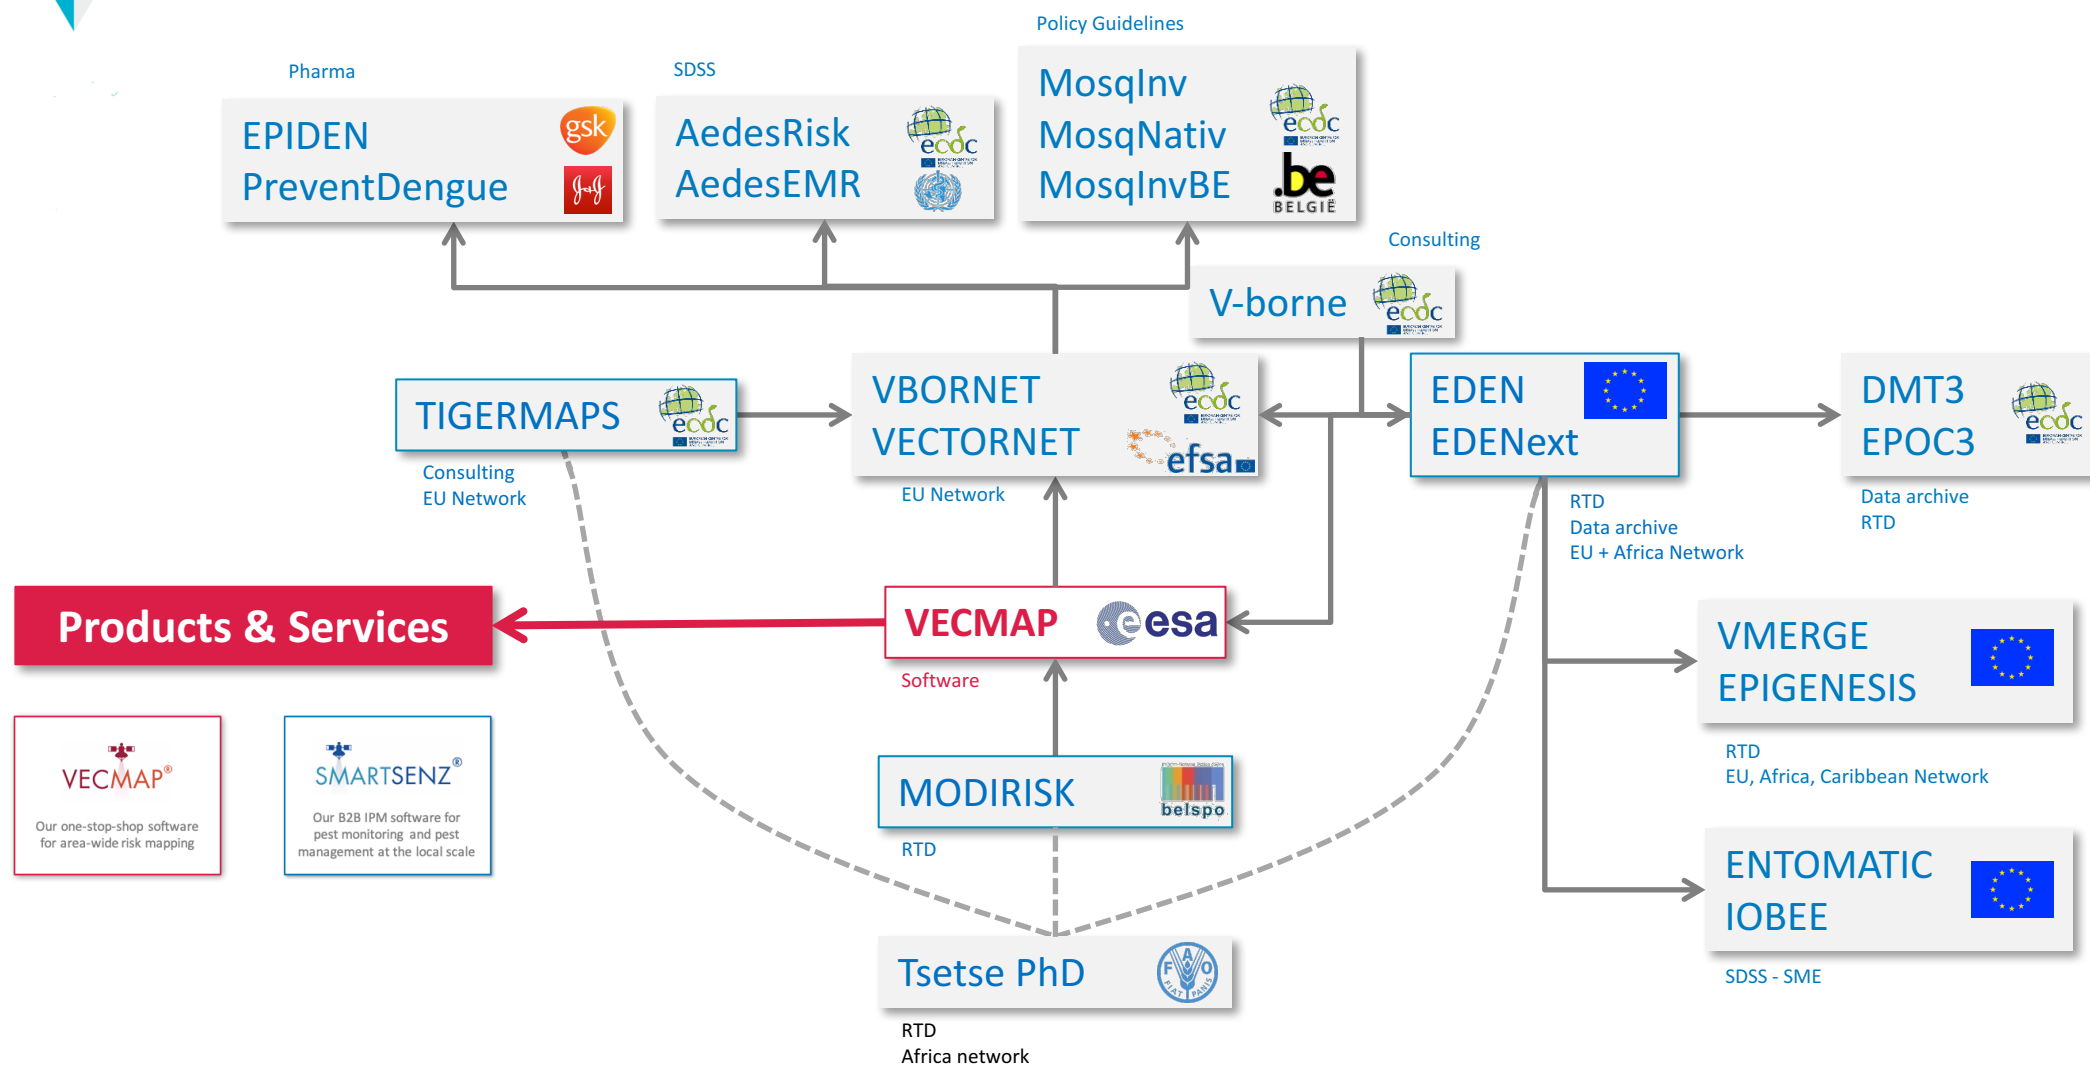 Policy Guidelines
Pharma
SDSS
EPIDEN
PreventDengue
gsk
J&J
AedesRisk
AedesEMR
ecdc
MosqInv
MosqNativ
MosqInvBE
ecdc
.be
BELGIË
Consulting
V-borne
ecdc
TIGERMAPS
ecdc
Consulting
EU Network
VBORNET
VECTORNET
ecdc
efsa
EU Network
EDEN
EDENext
RTD
Data archive
EU + Africa Network
DMT3
EPOC3
ecdc
Data archive
RTD
Products & Services
VECMAP
esa
Software
VMERGE
EPIGENESIS
RTD
EU, Africa, Caribbean Network
VECMAP®
Our one-stop-shop software
for area-wide risk mapping
SMARTSENZ®
Our B2B IPM software for
pest monitoring and pest
management at the local scale
MODIRISK
belspo
RTD
ENTOMATIC
IOBEE
SDSS - SME
Tsetse PhD
FAO
FIAT PANIS
RTD
Africa network